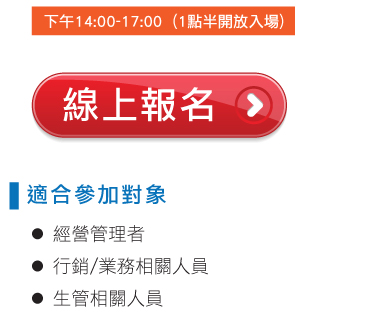 下午14:00-17:00（1點半開放入場）
線上報名
適合參加對象
● 經營管理者
● 行銷/業務相關人員
● 生管相關人員